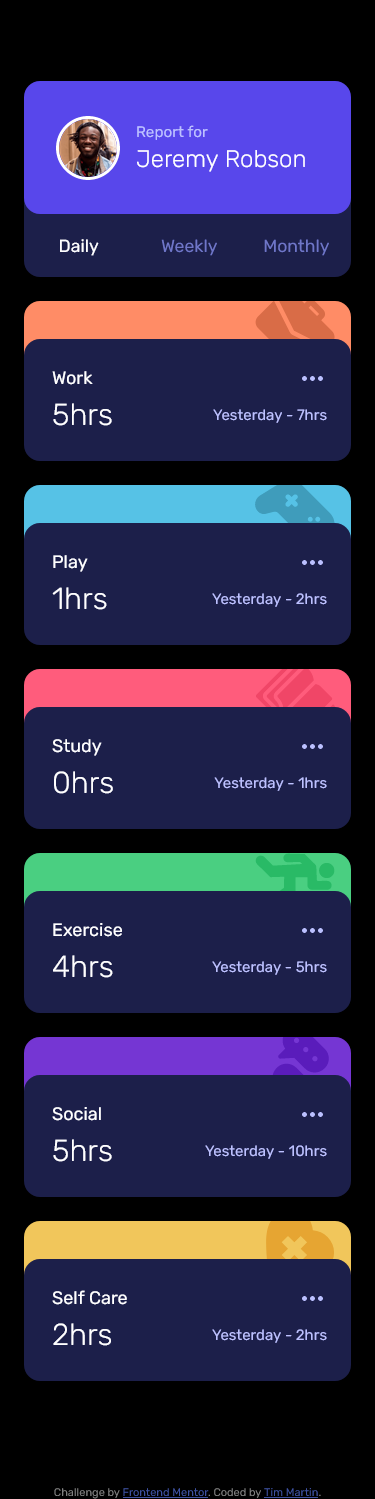 Report for
Jeremy Robson
Daily Weekly Monthly
Work
5hrs Yesterday - 7hrs
Play
1hrs Yesterday - 2hrs
Study
0hrs Yesterday - 1hrs
Exercise
4hrs Yesterday - 5hrs
Social
5hrs Yesterday - 10hrs
Self Care
2hrs Yesterday - 2hrs
Challenge by Frontend Mentor. Coded by Tim Martin.